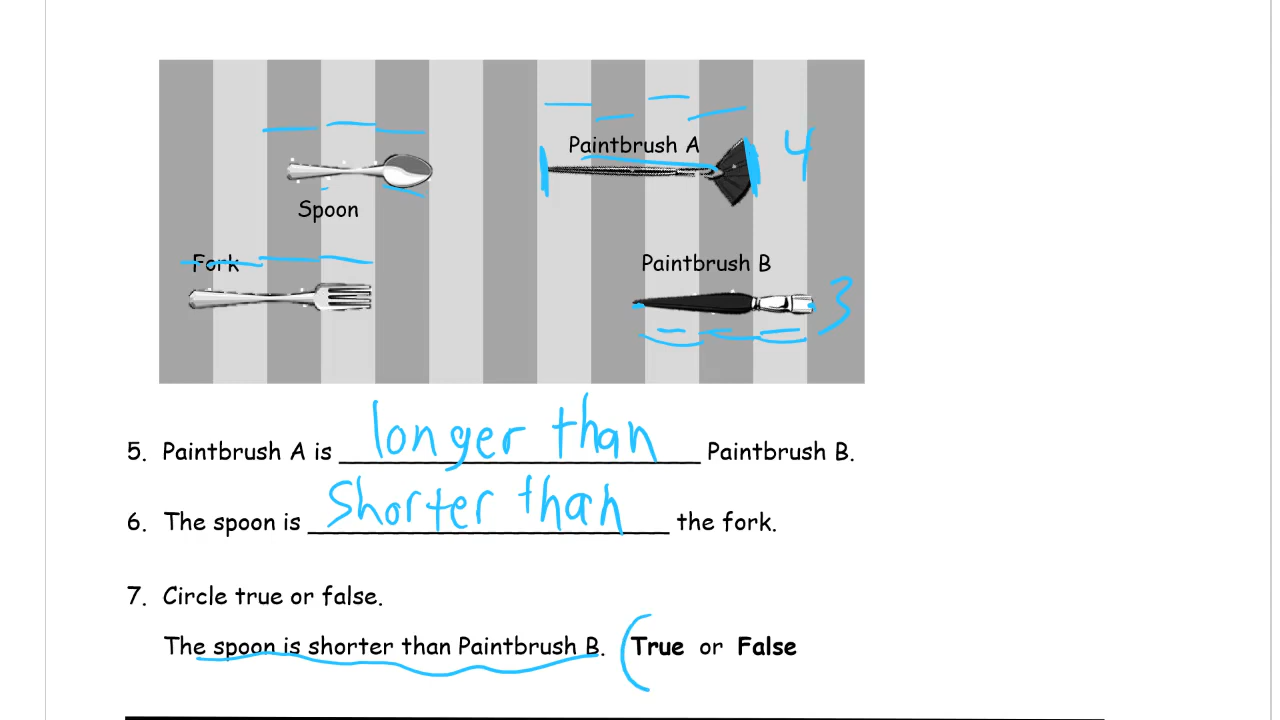 Paintbrush A
4
Spoon
Fork
Paintbrush B
3
5. Paintbrush A is longer than Paintbrush B.
6. The spoon is shorter than the fork.
7. Circle true or false.
The spoon is shorter than Paintbrush B. True or False